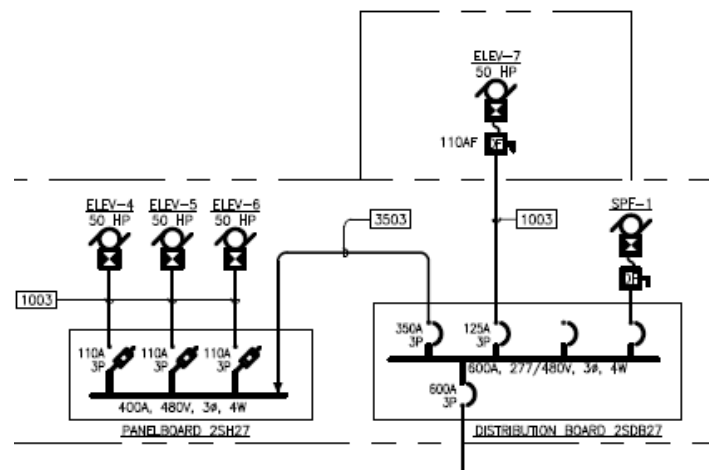 ELEV-7
50 HP
110AF
DF
ELEV-4 ELEV-5 ELEV-6
50 HP 50 HP 50 HP
3503
1003
SPF-1
1003
110A 110A 110A
3P 3P 3P
350A 125A
3P 3P
600A, 277/480V, 3ø, 4W
600A
3P
400A, 480V, 3ø, 4W
PANELBOARD 2SH27
DISTRIBUTION BOARD 2SDB27